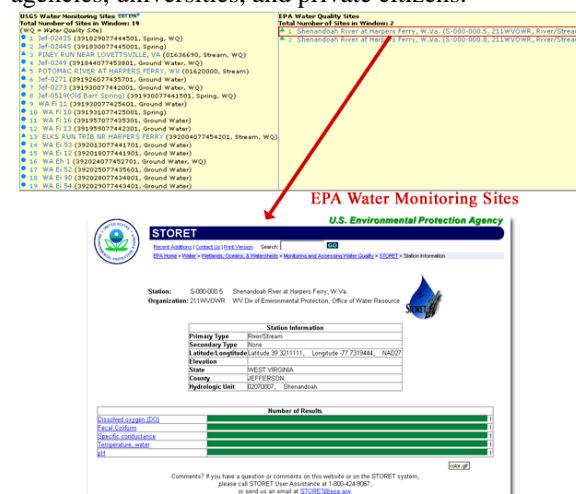 agencies, universities, and private citizens.
USGS Water Monitoring Sites
Total Number of Sites in Window: 19
(WQ = Water Quality Site)
1 Jef-0243S (391829077444501, Spring, WQ)
2 Jef-0244S (391830077445001, Spring)
3 PINEY RUN NEAR LOVETTSVILLE, VA (01636690, Stream, WQ)
4 Jef-0249 (391844077453801, Ground Water, WQ)
5 POTOMAC RIVER AT HARPERS FERRY, WV (01620000, Stream)
6 Jef-0271 (391926077435701, Ground Water)
7 Jef-0273 (391930077442001, Ground Water, WQ)
8 Jef-0519(Old Barr Spring) (391930077441501, Spring, WQ)
9 WA Fi 11 (391930077425601, Ground Water)
10 WA Fi 10 (391931077425001, Spring)
11 WA Fi 16 (391957077435301, Ground Water)
12 WA Fi 13 (391959077442301, Ground Water)
13 ELKS RUN TRIB NR HARPERS FERRY (392004077454201, Stream, WQ)
14 WA Ei 53 (392013077441701, Ground Water)
15 WA Ei 12 (392018077441901, Ground Water)
16 WA Eh 1 (392024077452701, Ground Water, WQ)
17 WA Ei 52 (392025077435601, Ground Water)
18 WA Ei 90 (392028077434801, Ground Water)
19 WA Ei 54 (392029077443401, Ground Water)
EPA Water Quality Sites
Total Number of Sites in Window: 2
1 Shenandoah River at Harpers Ferry, W.Va. (S-000-000.5, 211WVOWR, River/Stream
2 Shenandoah River at Harpers Ferry, W.Va. (S-000-000.8, 211WVOWR, River/Stream
EPA Water Monitoring Sites
U.S. Environmental Protection Agency
STORET
Recent Additions | Contact Us | Print Version Search: GO
EPA Home > Water > Wetlands, Oceans, & Watersheds > Monitoring and Assessing Water Quality > STORET > Station Information
Station: S-000-000.5 Shenandoah River at Harpers Ferry, W.Va.
Organization: 211WVOWR WV Div of Environmental Protection, Office of Water Resource
STORET
Station Information
Primary Type River/Stream
Secondary Type None
Latitude/Longtitude Latitude 39.3211111, Longitude -77.7319444, NAD27
Elevation
State WEST VIRGINIA
County JEFFERSON
Hydrologic Unit 02070007, Shenandoah.
Number of Results
Dissolved oxygen (DO) 1
Fecal Coliform 1
Specific conductance 1
Temperature, water 1
pH 1
color.gif
Comments? If you have a question or comments on this website or on the STORET system,
please call STORET User Assistance at 1-800-424-9067,
or send us an email at STORET@epa.gov.